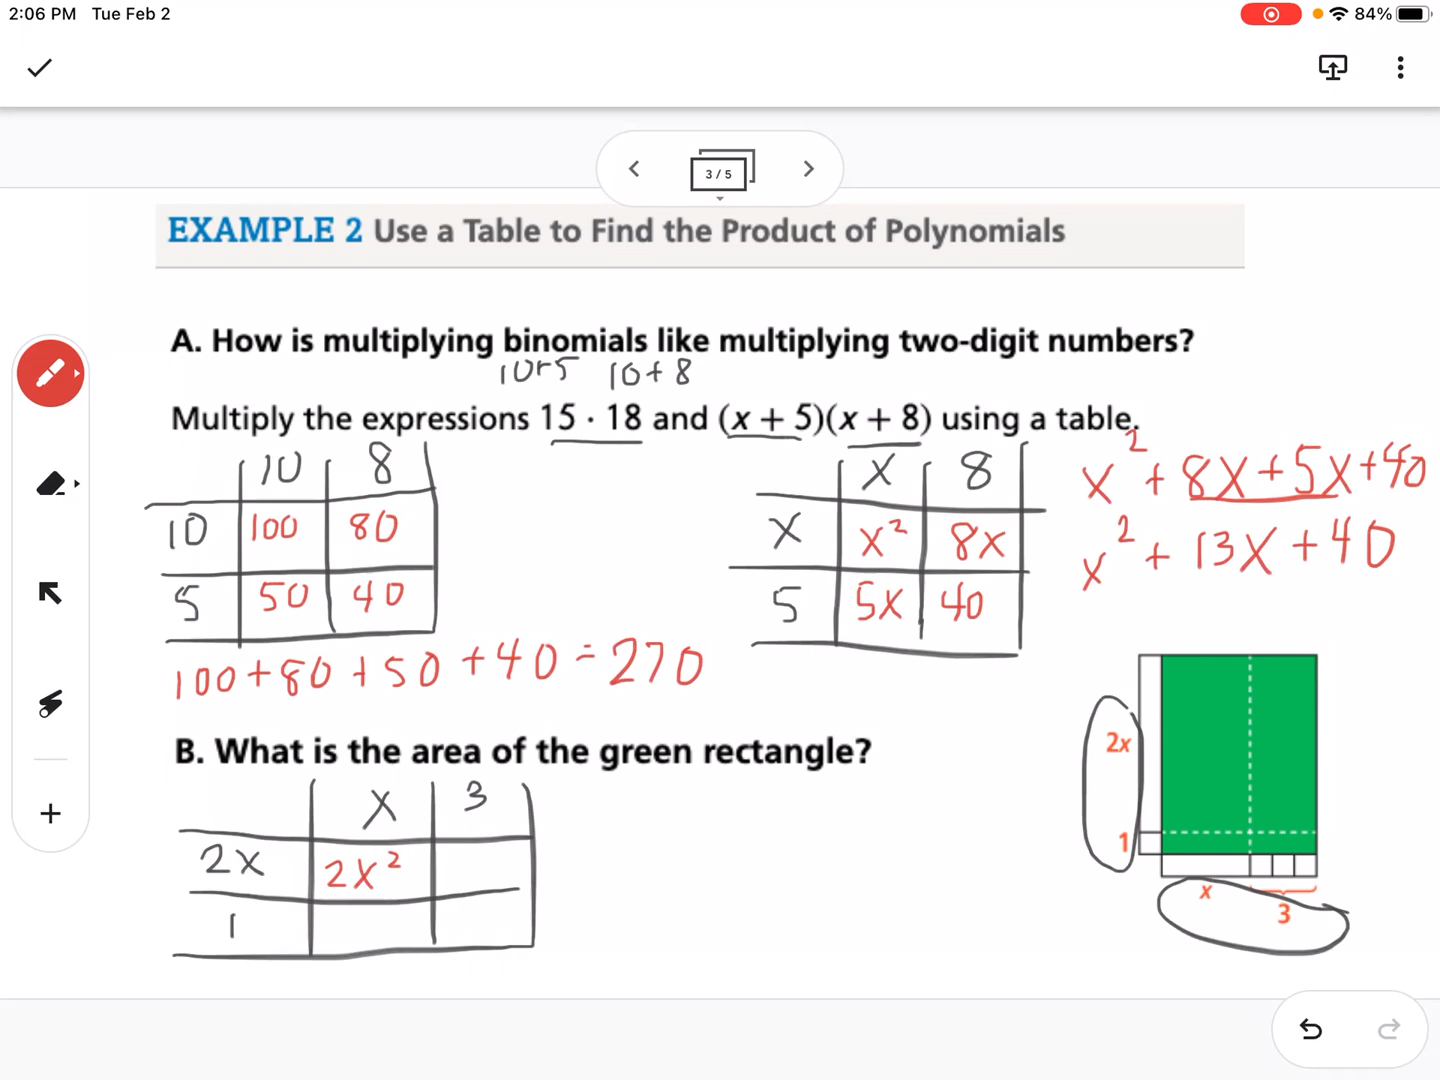 2:06 PM Tue Feb 2 84%
3 / 5
EXAMPLE 2 Use a Table to Find the Product of Polynomials
A. How is multiplying binomials like multiplying two-digit numbers?
10+5 10+8
Multiply the expressions 15 · 18 and (x + 5)(x + 8) using a table.
10 8
10 100 80
5 50 40
100+80+50+40=270
x 8
x x² 8x
5 5x 40
x²+8x+5x+40
x²+13x+40
B. What is the area of the green rectangle?
x 3
2x 2x²
1
2x
1
x
3